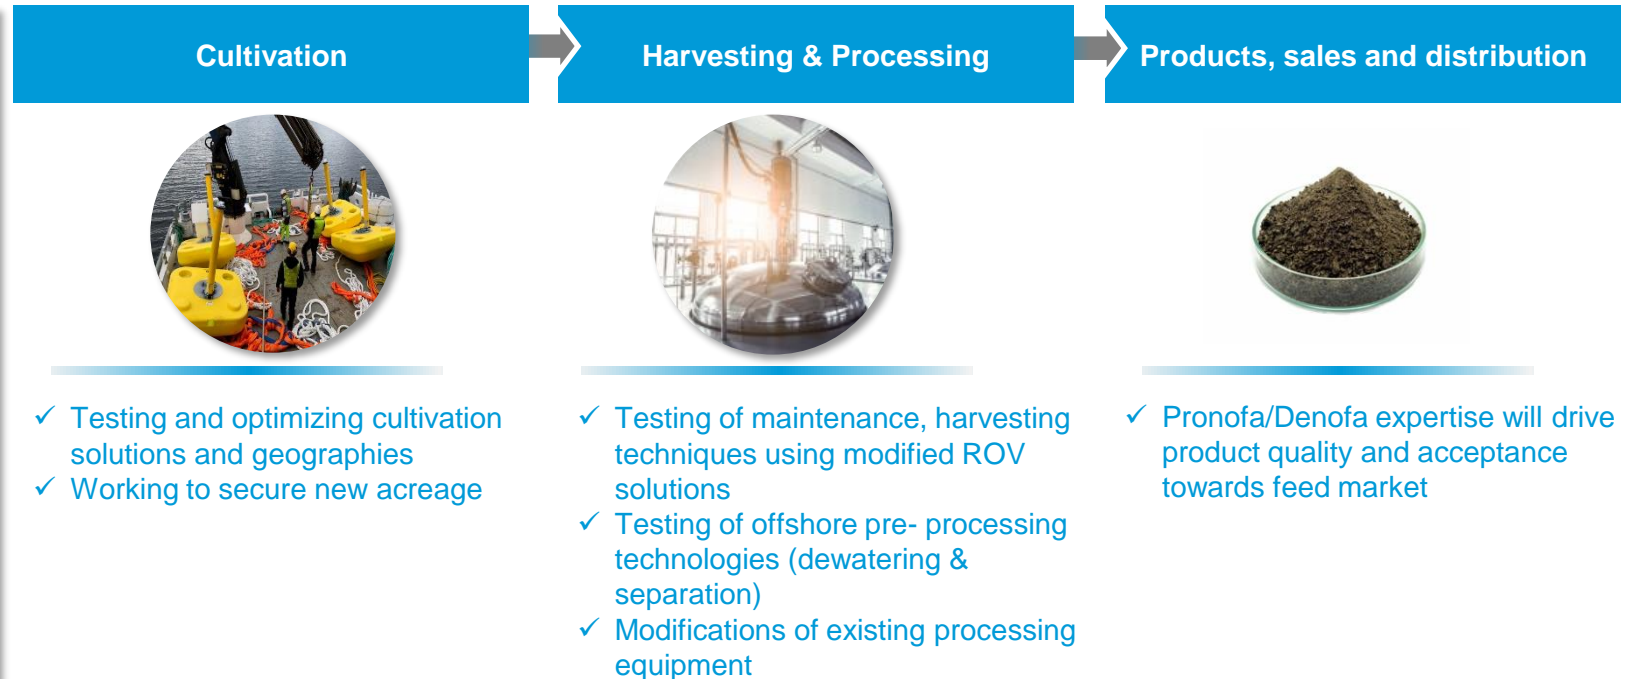 Cultivation
Harvesting & Processing
Products, sales and distribution
✓ Testing and optimizing cultivation
solutions and geographies
✓ Working to secure new acreage
✓ Testing of maintenance, harvesting
techniques using modified ROV
solutions
✓ Testing of offshore pre- processing
technologies (dewatering &
separation)
✓ Modifications of existing processing
equipment
✓ Pronofa/Denofa expertise will drive
product quality and acceptance
towards feed market